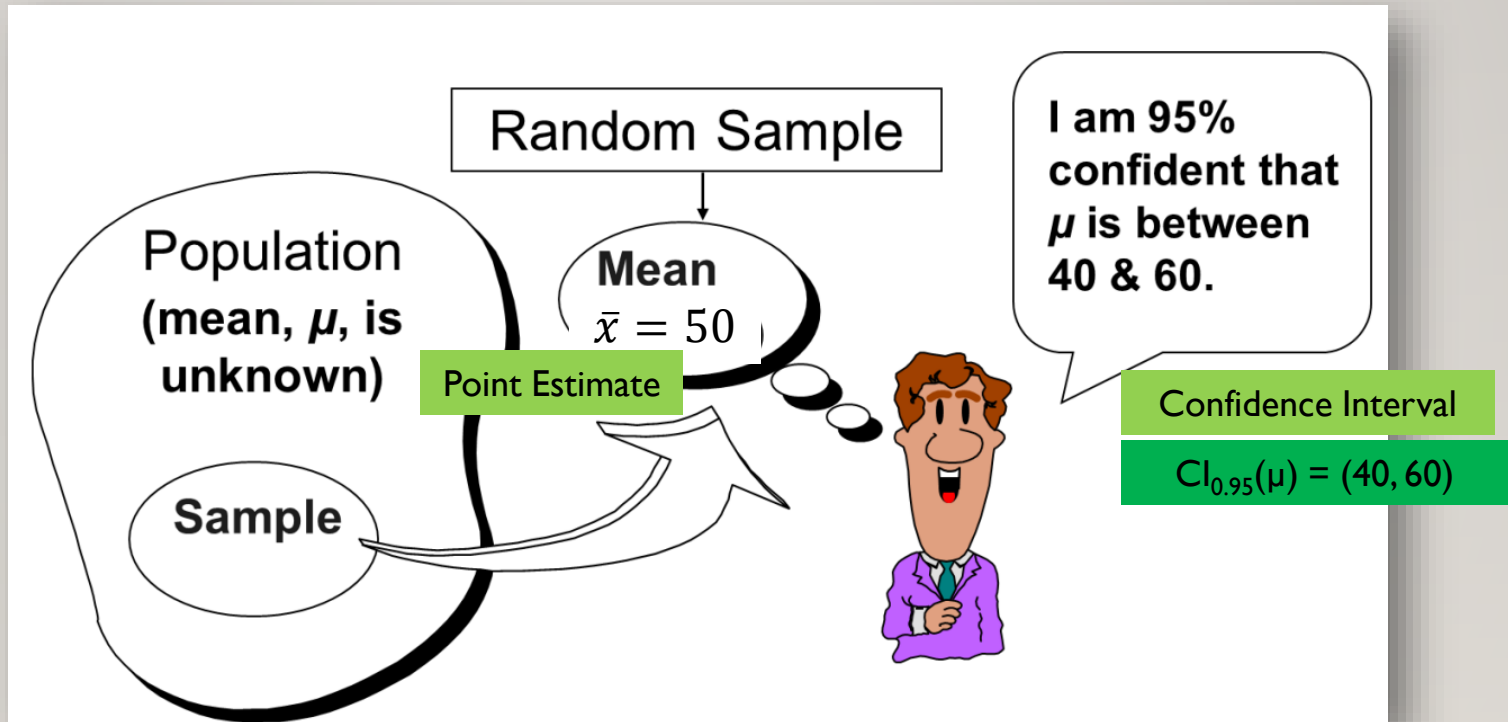 Random Sample
Population
(mean, μ, is
unknown)
Sample
Mean
x̄ = 50
Point Estimate
I am 95%
confident that
μ is between
40 & 60.
Confidence Interval
CI₀.₉₅(μ) = (40, 60)